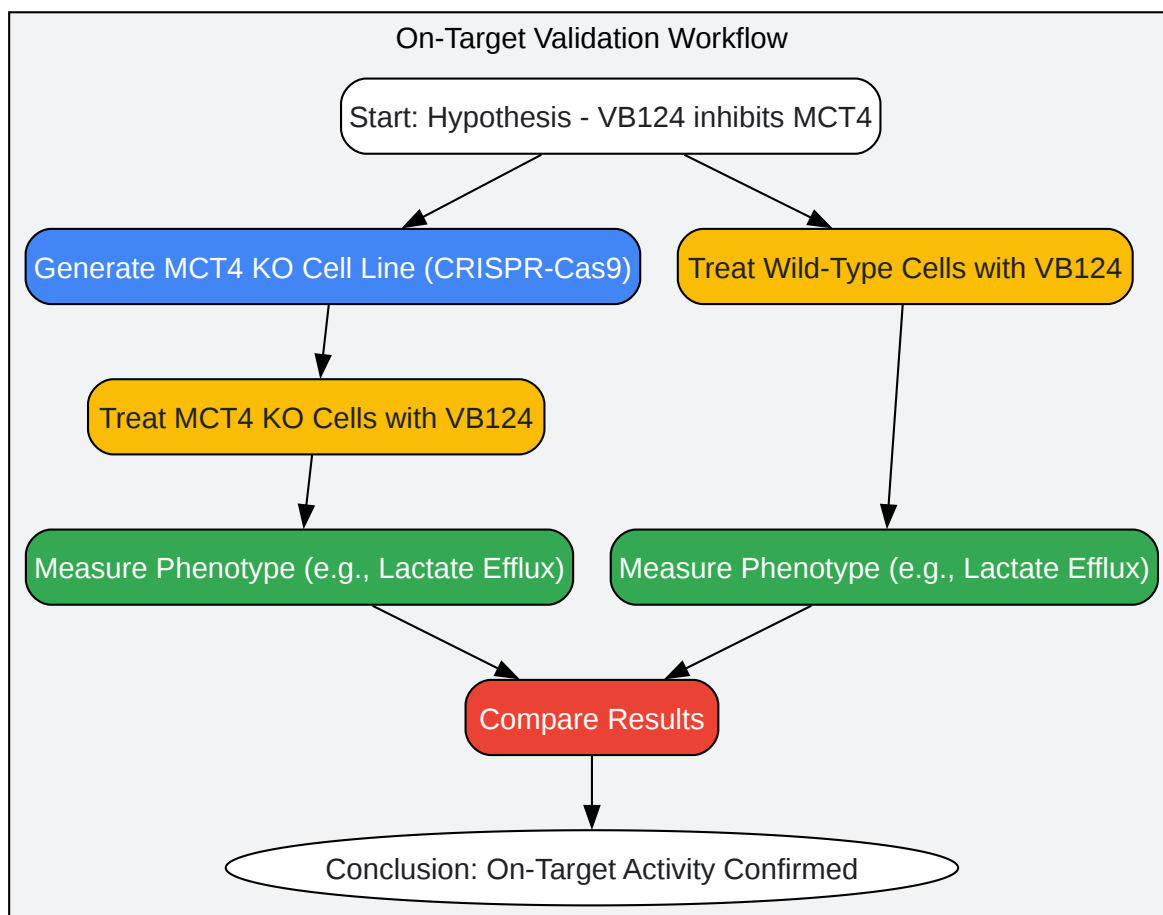 On-Target Validation Workflow
Start: Hypothesis - VB124 inhibits MCT4
Generate MCT4 KO Cell Line (CRISPR-Cas9)
Treat Wild-Type Cells with VB124
Treat MCT4 KO Cells with VB124
Measure Phenotype (e.g., Lactate Efflux)
Measure Phenotype (e.g., Lactate Efflux)
Compare Results
Conclusion: On-Target Activity Confirmed